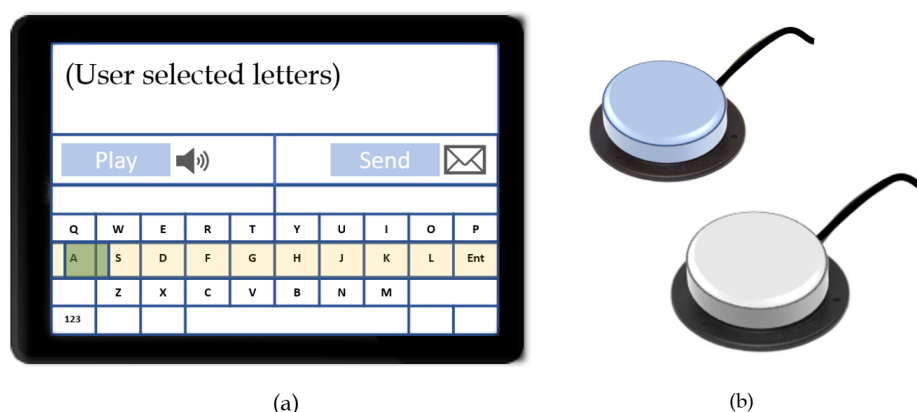 (User selected letters)
Play Send
Q W E R T Y U I O P
A S D F G H J K L Ent
Z X C V B N M
123
(a) (b)